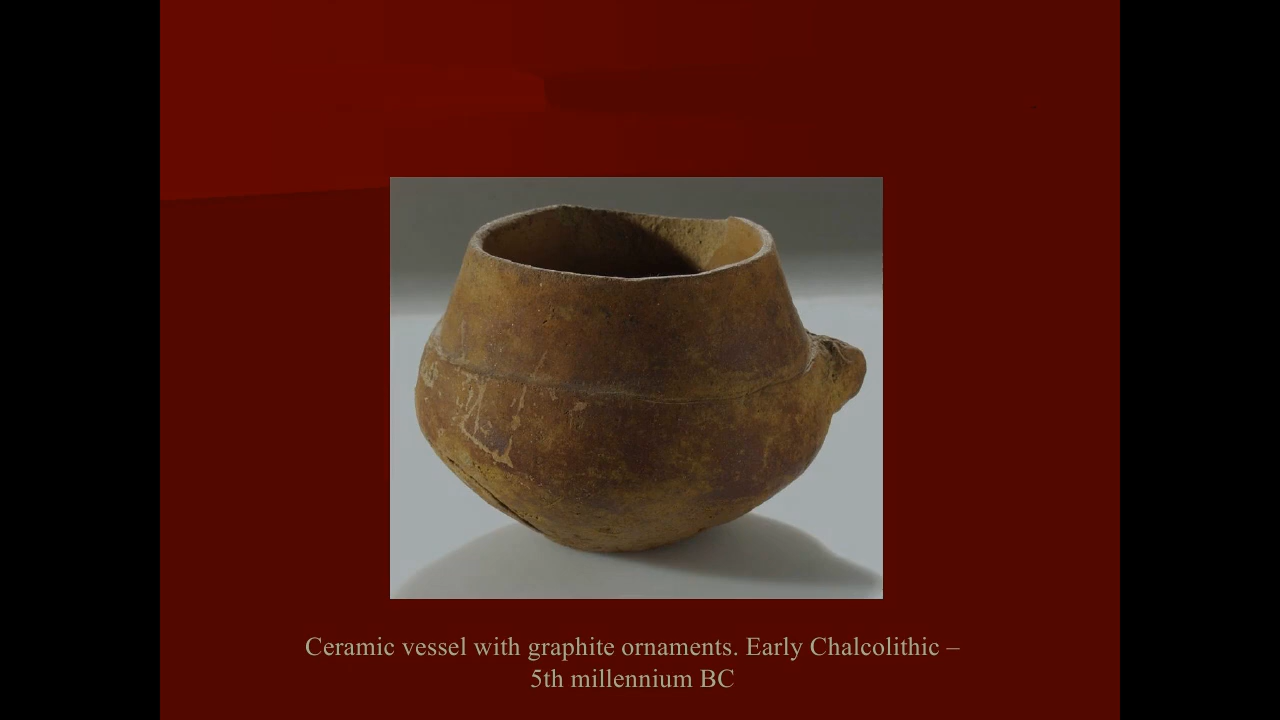 Ceramic vessel with graphite ornaments. Early Chalcolithic –
5th millennium BC